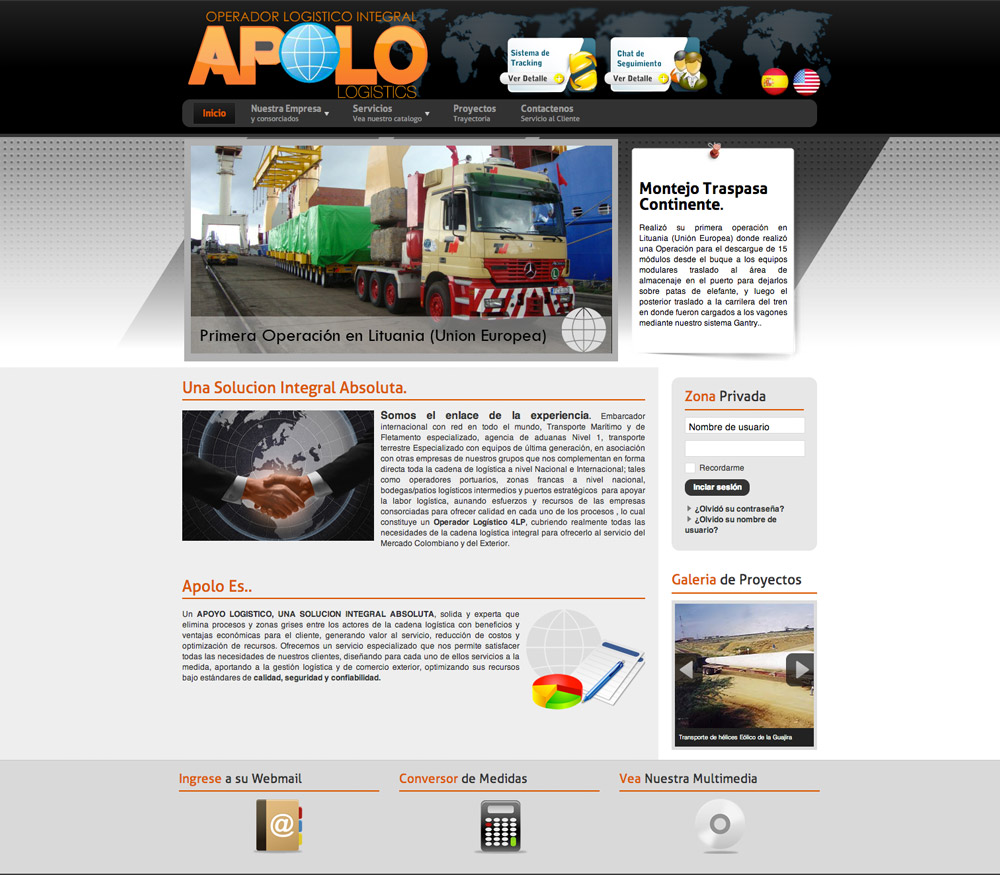 OPERADOR LOGISTICO INTEGRAL
APOLO
LOGISTICS
Sistema de
Tracking
Ver Detalle
Chat de
Seguimiento
Ver Detalle
Inicio
Nuestra Empresa
y consorciados
Servicios
Vea nuestro catalogo
Proyectos
Trayectoria
Contactenos
Servicio al Cliente
Primera Operación en Lituania (Union Europea)
Montejo Traspasa
Continente.
Realizó su primera operación en
Lituania (Unión Europea) donde realizó
una Operación para el descargue de 15
módulos desde el buque a los equipos
modulares traslado al área de
almacenaje en el puerto para dejarlos
sobre patas de elefante, y luego el
posterior traslado a la carrilera del tren
en donde fueron cargados a los vagones
mediante nuestro sistema Gantry..
Una Solucion Integral Absoluta.
Somos el enlace de la experiencia. Embarcador
internacional con red en todo el mundo, Transporte Marítimo y de
Fletamento especializado, agencia de aduanas Nivel 1, transporte
terrestre Especializado con equipos de última generación, en asociación
con otras empresas de nuestros grupos que nos complementan en forma
directa toda la cadena de logística a nivel Nacional e Internacional; tales
como operadores portuarios, zonas francas a nivel nacional,
bodegas/patios logísticos intermedios y puertos estratégicos para apoyar
la labor logística, aunando esfuerzos y recursos de las empresas
consorciadas para ofrecer calidad en cada uno de los procesos , lo cual
constituye un Operador Logístico 4LP, cubriendo realmente todas las
necesidades de la cadena logística integral para ofrecerlo al servicio del
Mercado Colombiano y del Exterior.
Apolo Es..
Un APOYO LOGISTICO, UNA SOLUCION INTEGRAL ABSOLUTA, solida y experta que
elimina procesos y zonas grises entre los actores de la cadena logística con beneficios y
ventajas económicas para el cliente, generando valor al servicio, reducción de costos y
optimización de recursos. Ofrecemos un servicio especializado que nos permite satisfacer
todas las necesidades de nuestros clientes, diseñando para cada uno de ellos servicios a la
medida, aportando a la gestión logística y de comercio exterior, optimizando sus recursos
bajo estándares de calidad, seguridad y confiabilidad.
Zona Privada
Nombre de usuario
Recordarme
Inciar sesión
¿Olvidó su contraseña?
¿Olvido su nombre de
usuario?
Galeria de Proyectos
Transporte de hélices Eólico de la Guajira
Ingrese a su Webmail
Conversor de Medidas
Vea Nuestra Multimedia